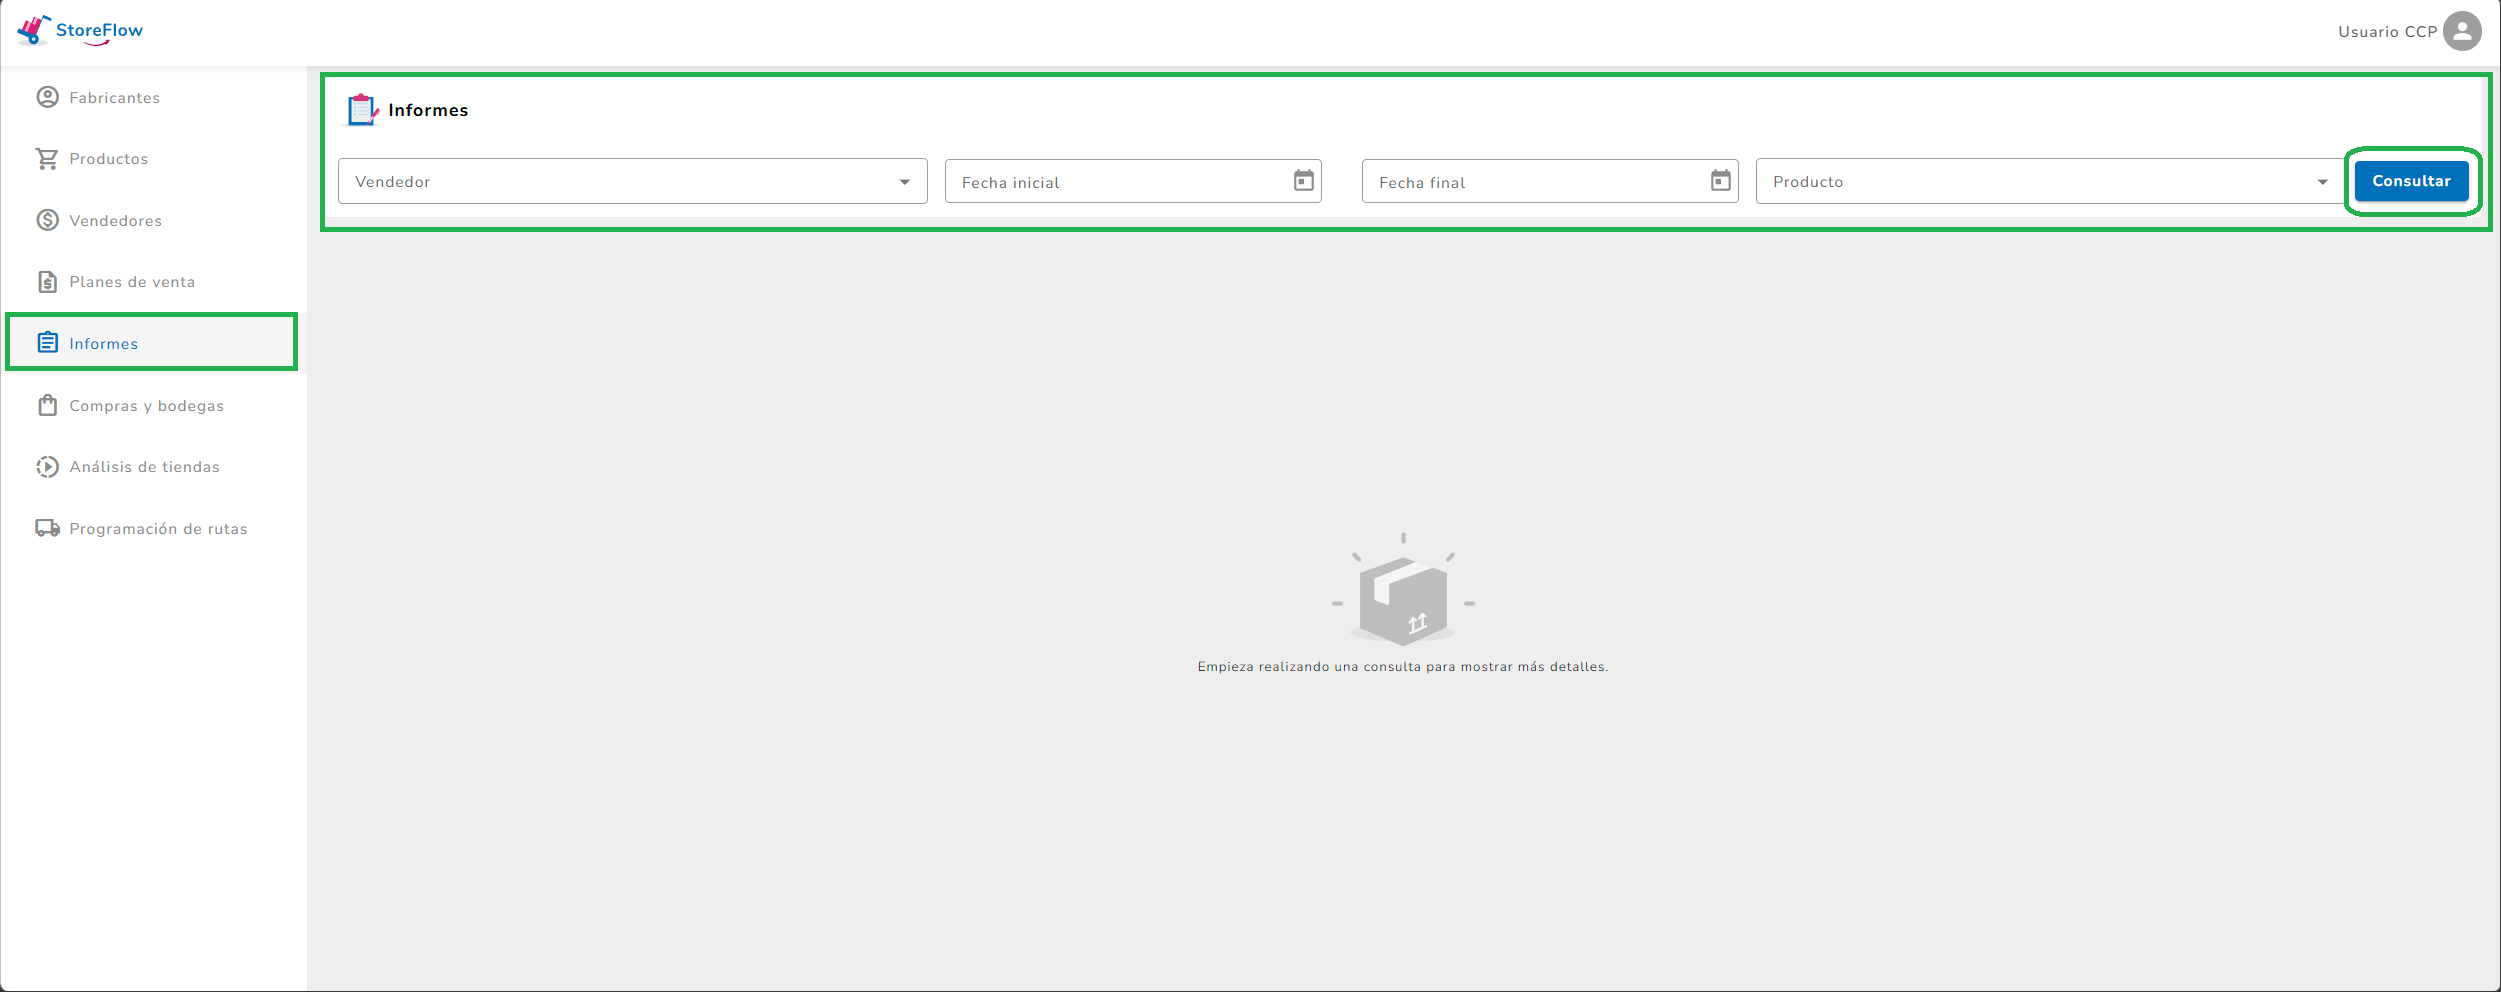 StoreFlow
Usuario CCP
Fabricantes
Productos
Vendedores
Planes de venta
Informes
Compras y bodegas
Análisis de tiendas
Programación de rutas
Informes
Vendedor
Fecha inicial
Fecha final
Producto
Consultar
Empieza realizando una consulta para mostrar más detalles.